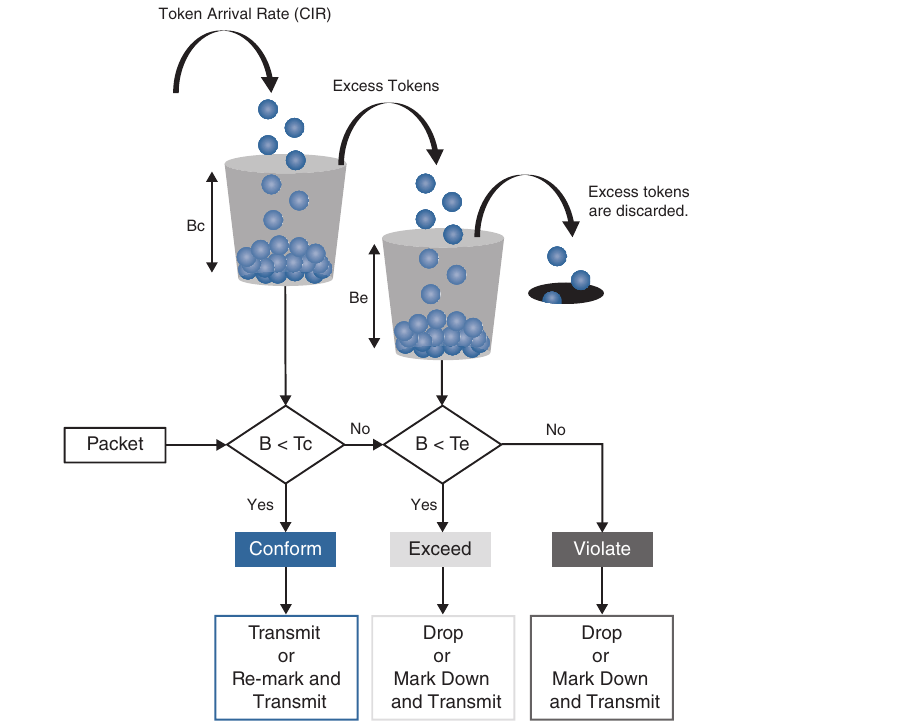 Token Arrival Rate (CIR)
Excess Tokens
Excess tokens
are discarded.
Bc
Be
Packet
B < Tc
No
B < Te
No
Yes
Yes
Conform
Exceed
Violate
Transmit
or
Re-mark and
Transmit
Drop
or
Mark Down
and Transmit
Drop
or
Mark Down
and Transmit